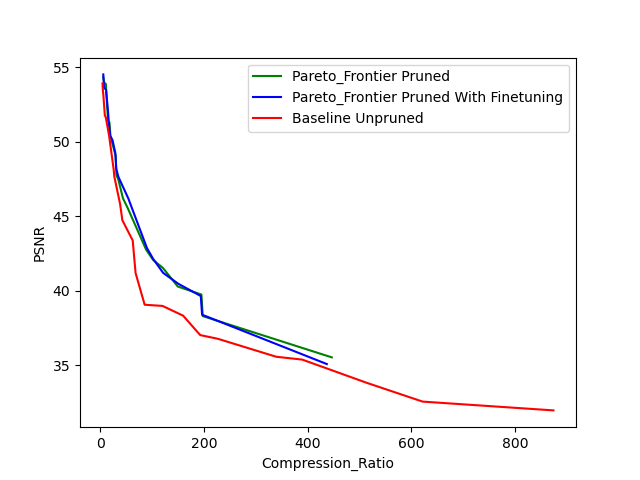 Pareto_Frontier Pruned
Pareto_Frontier Pruned With Finetuning
Baseline Unpruned
55
50
45
40
35
PSNR
0 200 400 600 800
Compression_Ratio